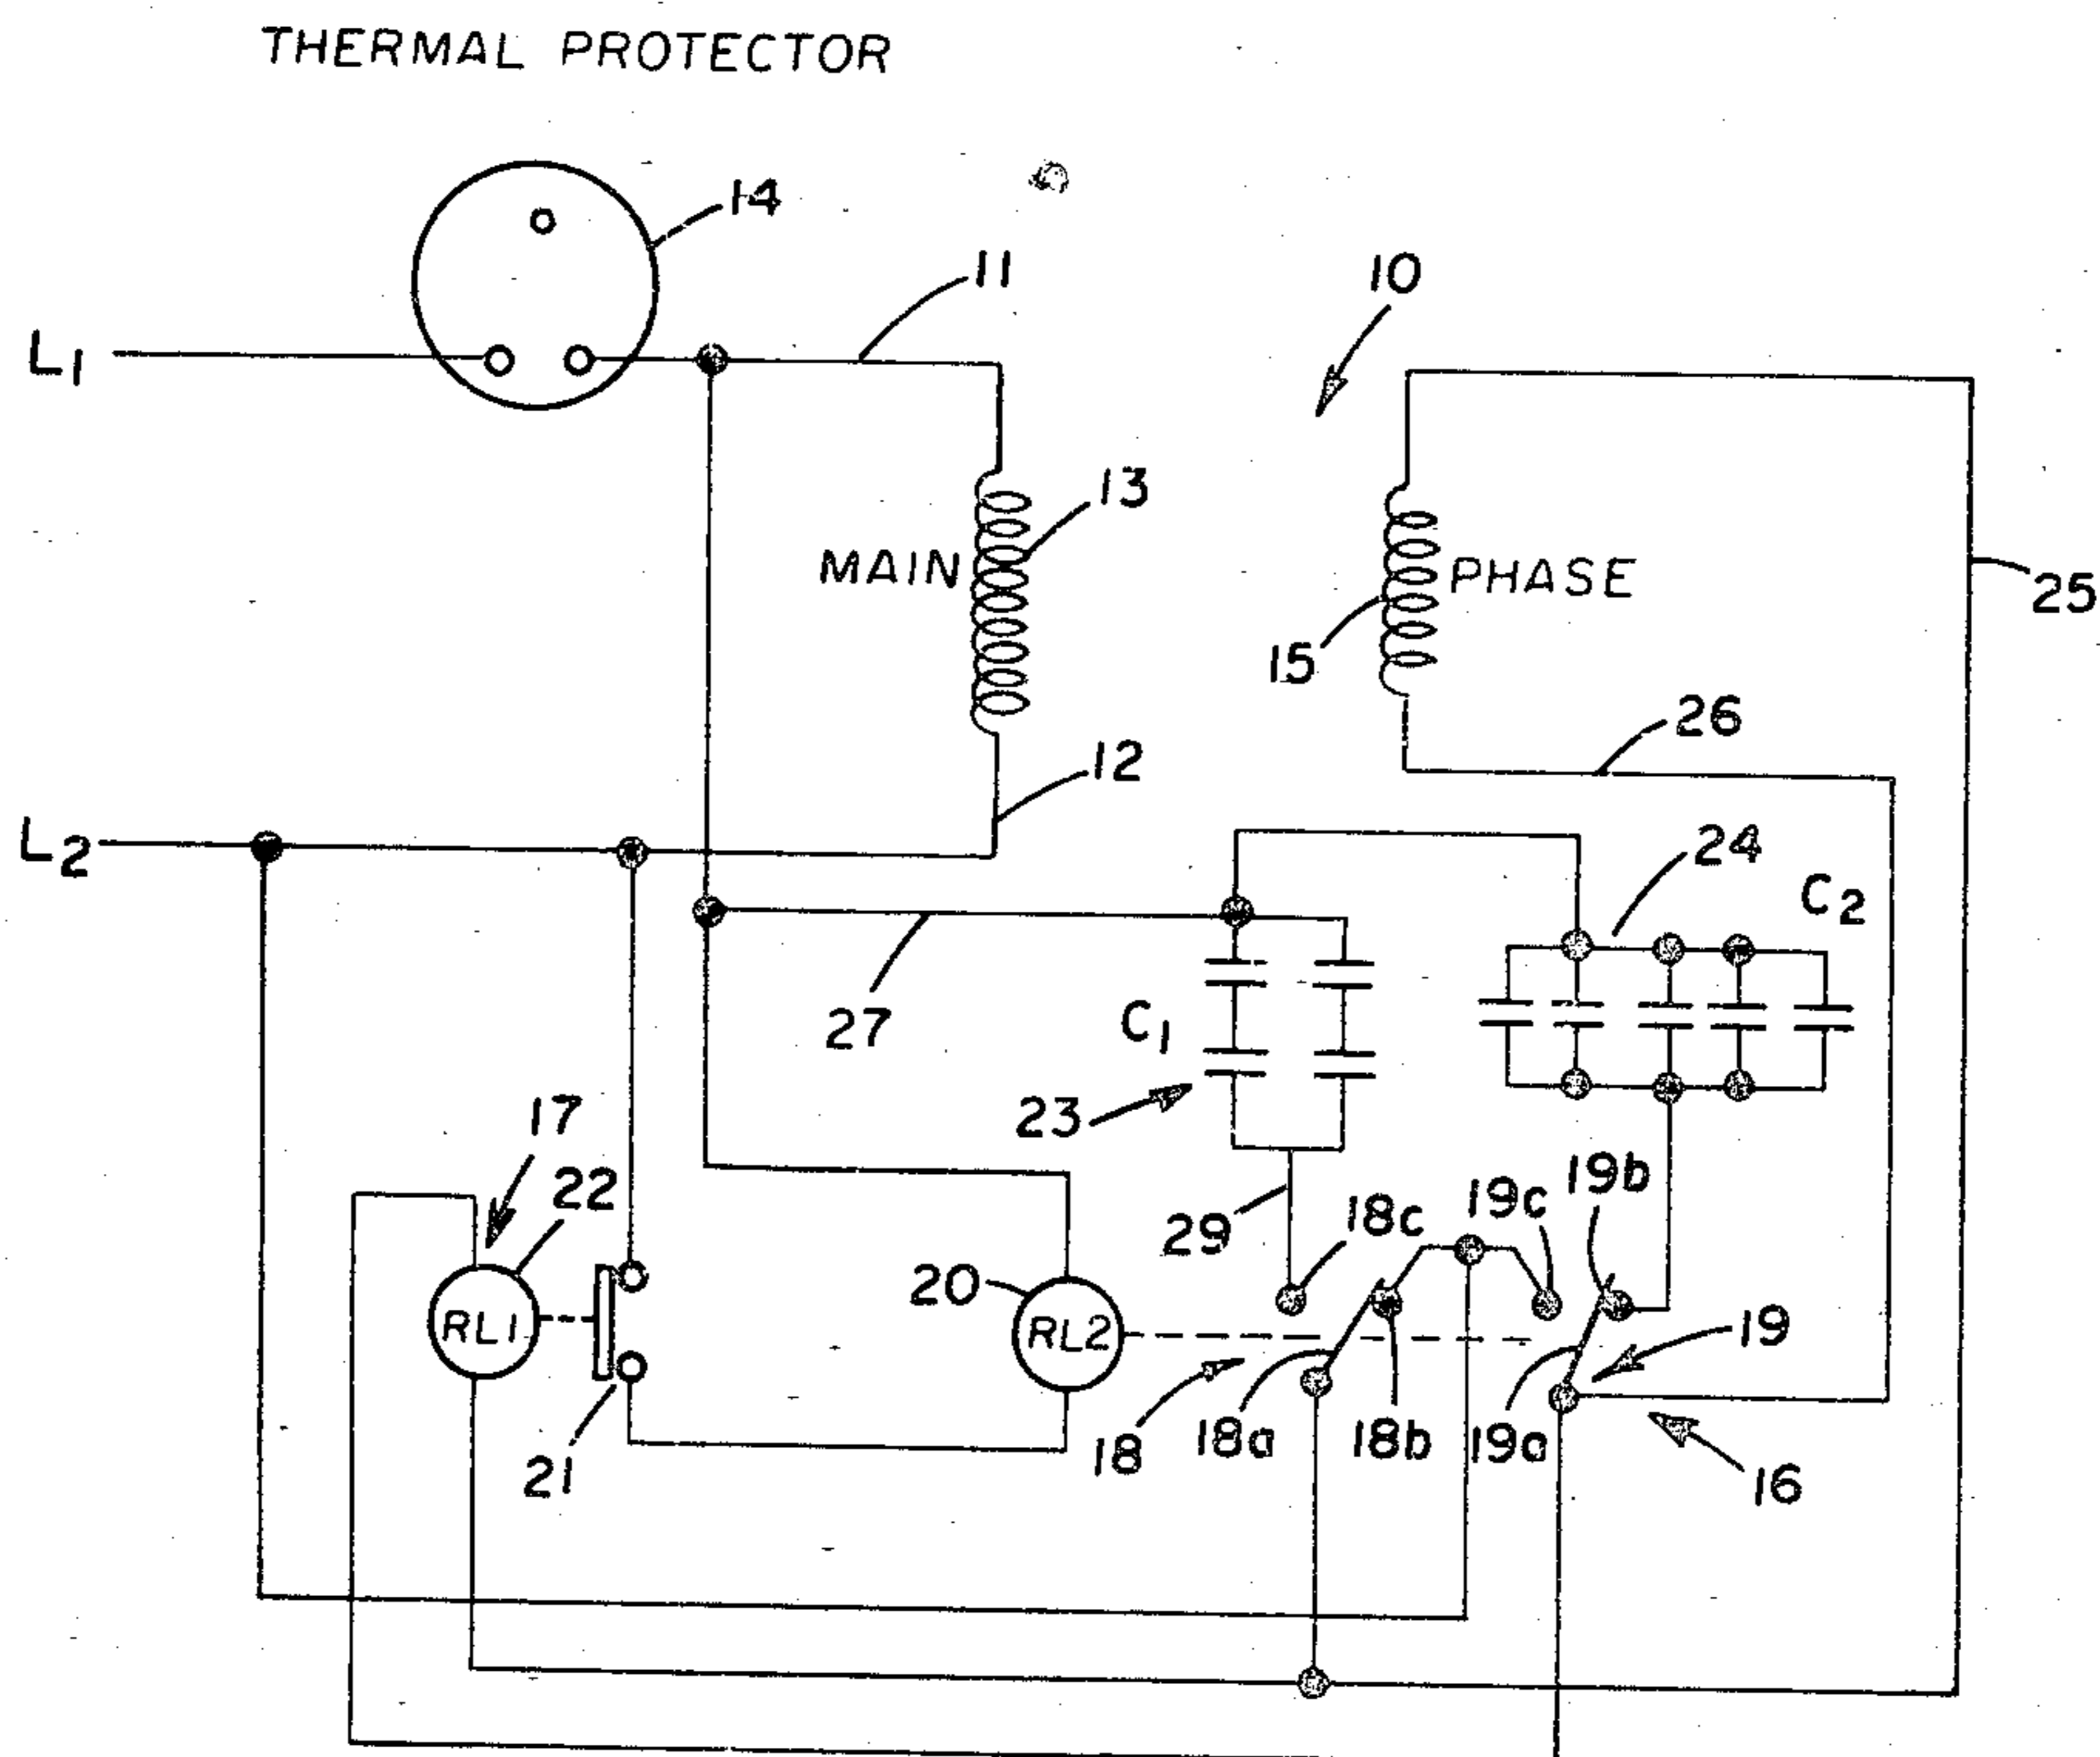 THERMAL PROTECTOR
14
11
10
L1
13
MAIN
PHASE
25
15
26
12
L2
24
C2
27
C1
23
17
22
19b
19c
18c
29
20
RL1
RL2
19
18
18a
18b
19a
21
16